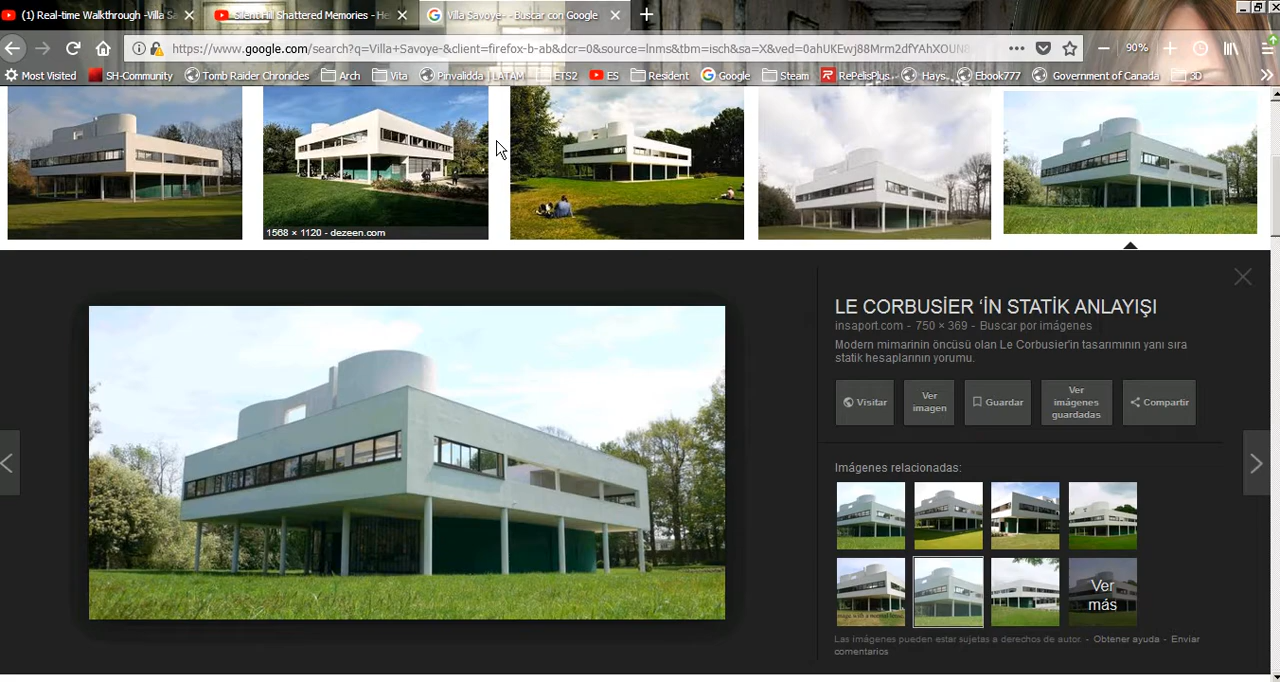 (1) Real-time Walkthrough -Villa Sa
Silent Hill Shattered Memories - He
Villa Savoye- - Buscar con Google
https://www.google.com/search?q=Villa+Savoye-&client=firefox-b-ab&dcr=0&source=lnms&tbm=isch&sa=X&ved=0ahUKEwj88Mrm2dfYAhXOUN8
90%
Most Visited
SH-Community
Tomb Raider Chronicles
Arch
Vita
Pinvalidda | LATAM
ETS2
ES
Resident
Google
Steam
RePelisPlus.
Hays..
Ebook777
Government of Canada
3D
1568 × 1120 - dezeen.com
LE CORBUSİER ‘İN STATİK ANLAYIŞI
insaport.com - 750 × 369 - Buscar por imágenes
Modern mimarinin öncüsü olan Le Corbusier'in tasarımının yanı sıra
statik hesaplarının yorumu.
Visitar
Ver
imagen
Guardar
Ver
imágenes
guardadas
Compartir
Imágenes relacionadas:
Ver
más
Las imágenes pueden estar sujetas a derechos de autor. - Obtener ayuda - Enviar
comentarios